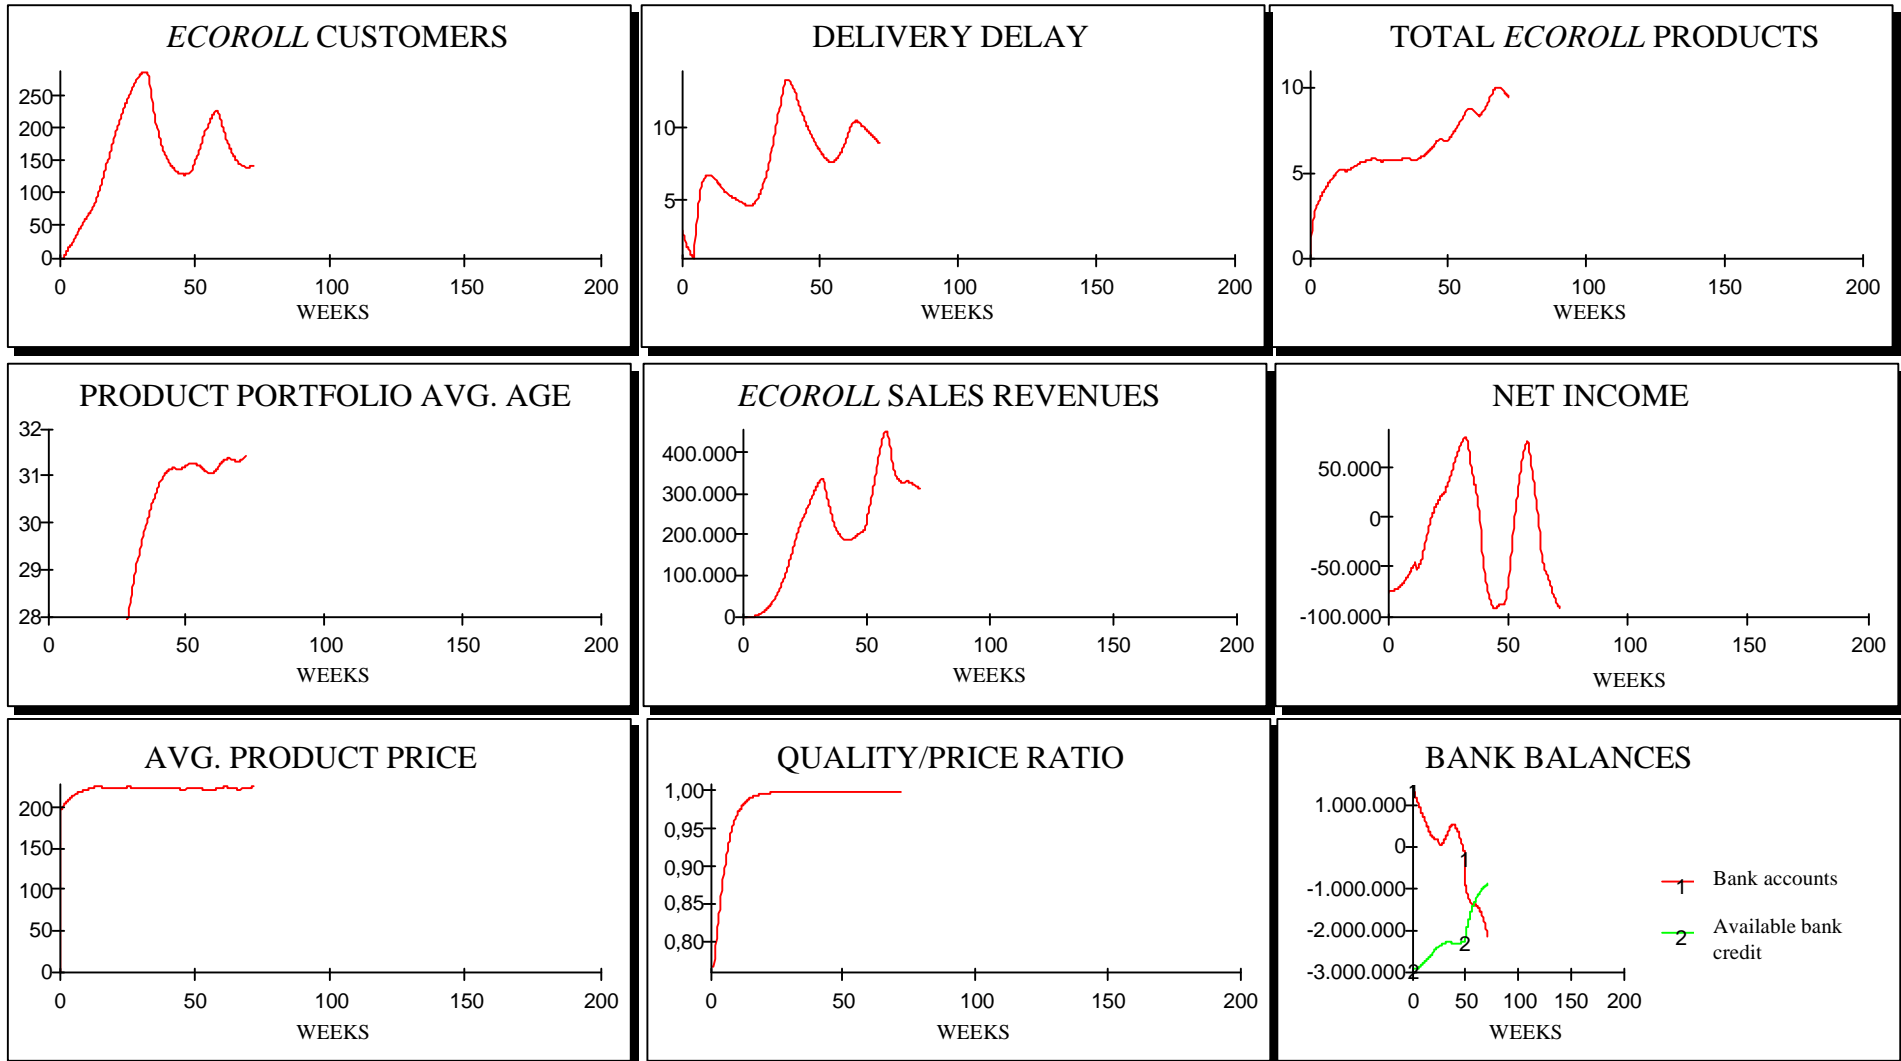 ECOROLL CUSTOMERS
250
200
150
100
50
0
0 50 100 150 200
WEEKS
DELIVERY DELAY
10
5
0 50 100 150 200
WEEKS
TOTAL ECOROLL PRODUCTS
10
5
0
0 50 100 150 200
WEEKS
PRODUCT PORTFOLIO AVG. AGE
32
31
30
29
28
0 50 100 150 200
WEEKS
ECOROLL SALES REVENUES
400.000
300.000
200.000
100.000
0
0 50 100 150 200
WEEKS
NET INCOME
50.000
0
-50.000
-100.000
0 50 100 150 200
WEEKS
AVG. PRODUCT PRICE
200
150
100
50
0
0 50 100 150 200
WEEKS
QUALITY/PRICE RATIO
1,00
0,95
0,90
0,85
0,80
0 50 100 150 200
WEEKS
BANK BALANCES
1
1.000.000
0
1
-1.000.000
-2.000.000
2
-3.000.000
2
0 50 100 150 200
WEEKS
1 Bank accounts
2 Available bank
credit